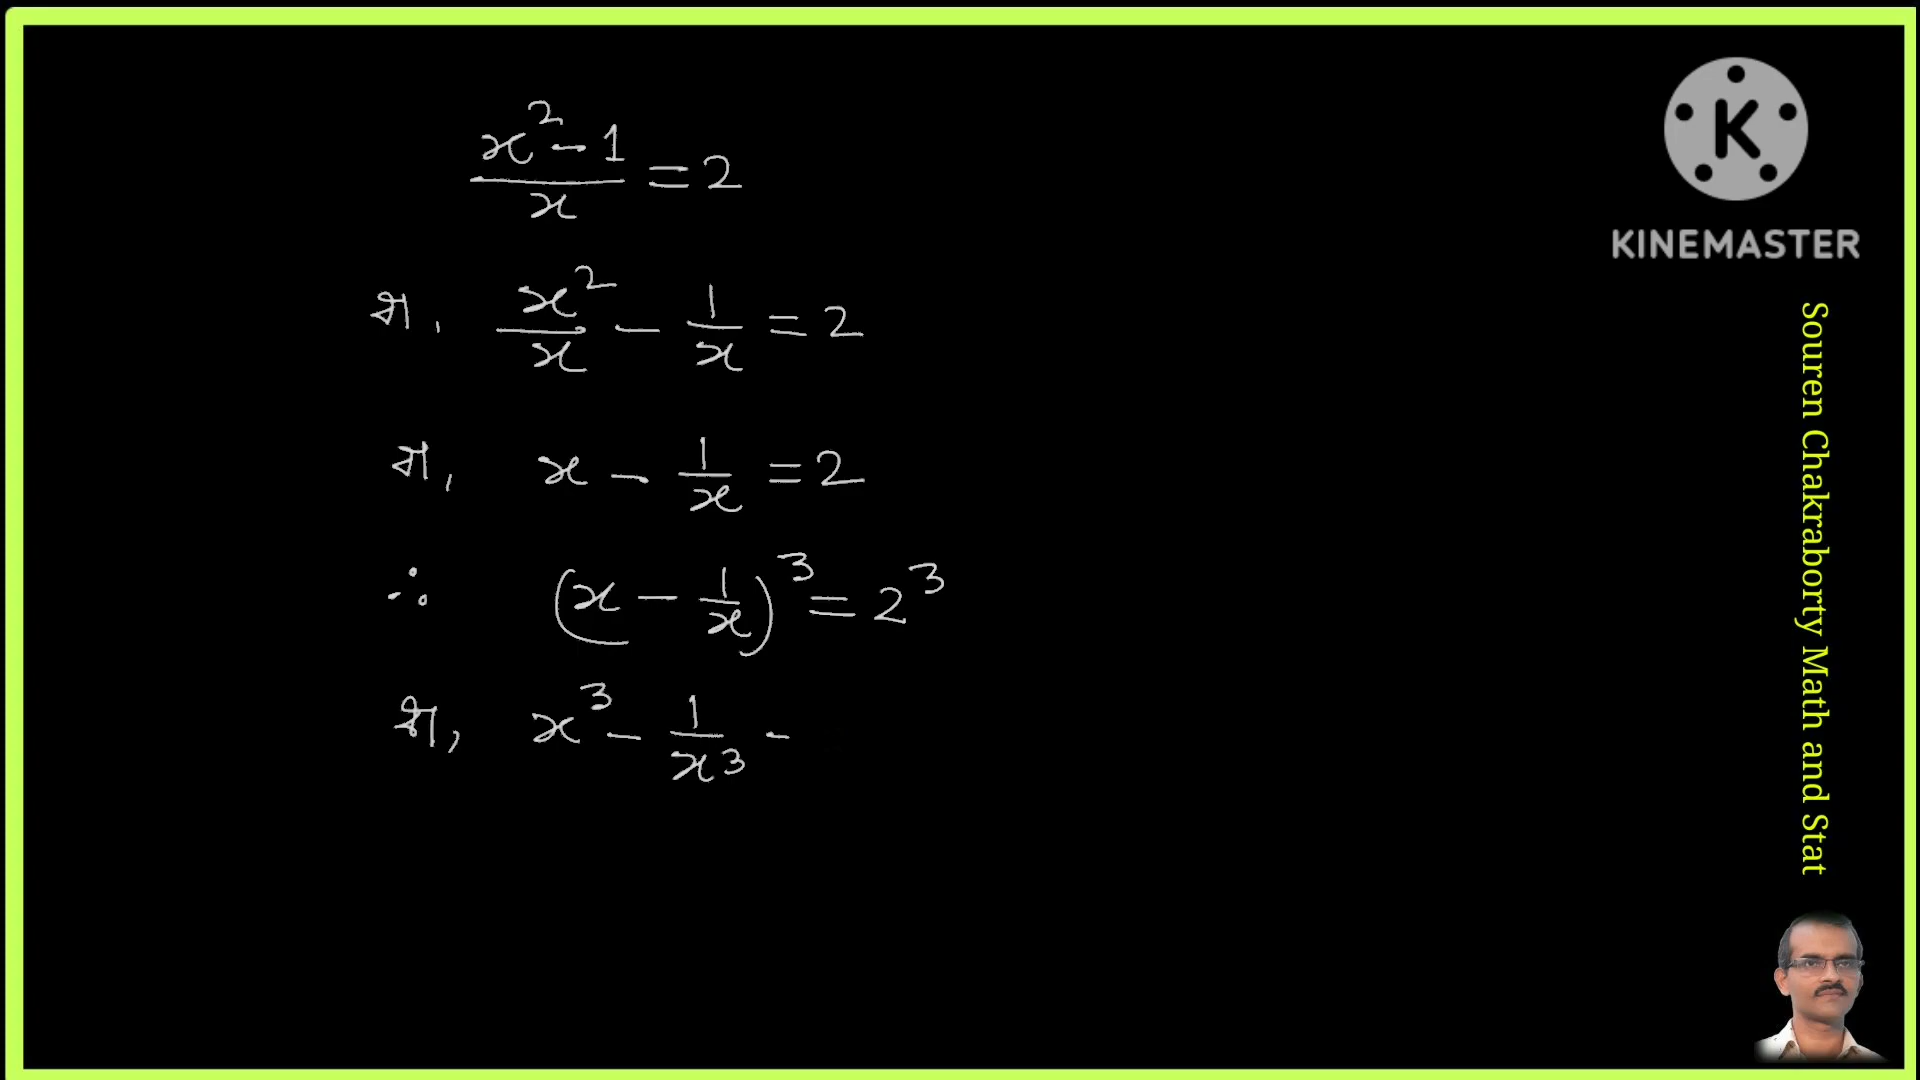 x² - 1 / x = 2
বা, x² / x - 1 / x = 2
বা, x - 1 / x = 2
∴ (x - 1 / x)³ = 2³
বা, x³ - 1 / x³ -
KINEMASTER
Souren Chakraborty Math and Stat